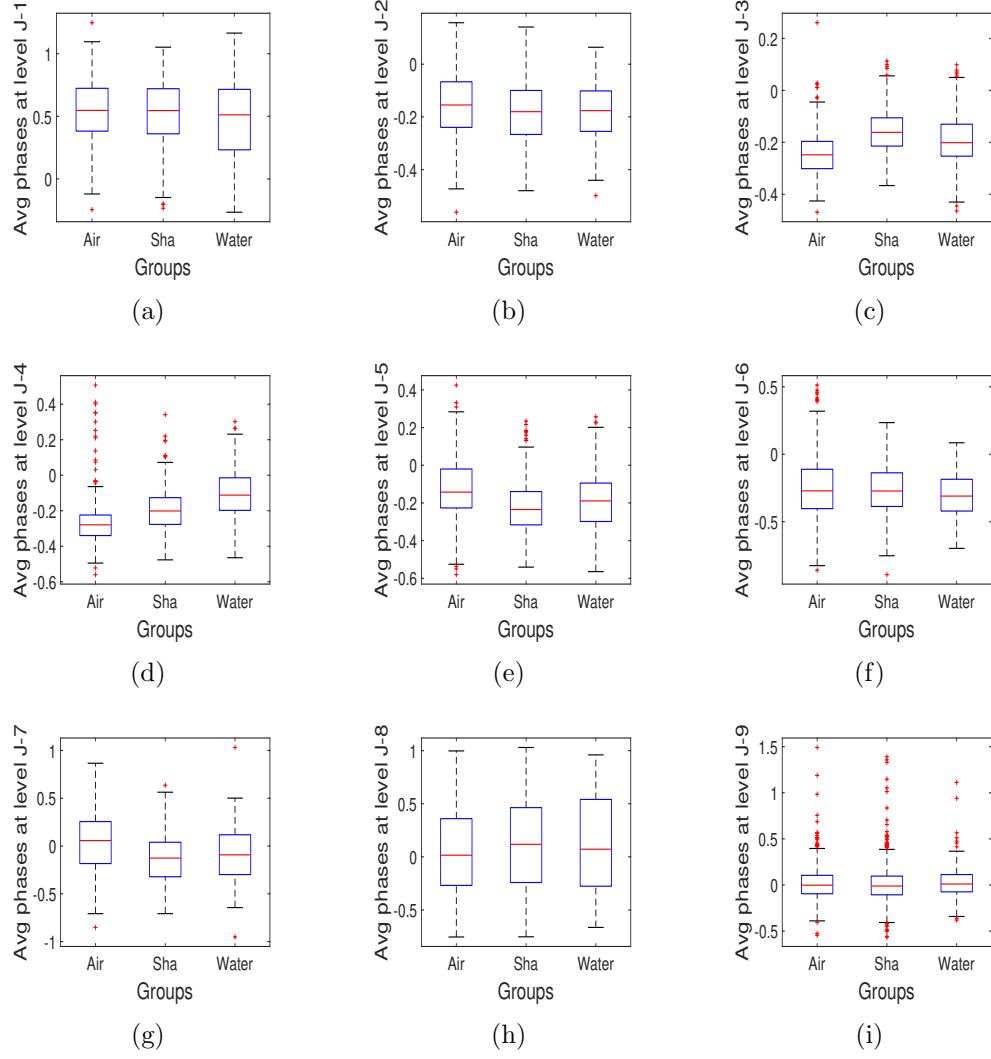 Avg phases at level J-1
1
0.5
0
Air Sha Water
Groups
(a)
Avg phases at level J-2
0
-0.2
-0.4
Air Sha Water
Groups
(b)
Avg phases at level J-3
0.2
0
-0.2
-0.4
Air Sha Water
Groups
(c)
Avg phases at level J-4
0.4
0.2
0
-0.2
-0.4
-0.6
Air Sha Water
Groups
(d)
Avg phases at level J-5
0.4
0.2
0
-0.2
-0.4
-0.6
Air Sha Water
Groups
(e)
Avg phases at level J-6
0.5
0
-0.5
Air Sha Water
Groups
(f)
Avg phases at level J-7
1
0.5
0
-0.5
-1
Air Sha Water
Groups
(g)
Avg phases at level J-8
1
0.5
0
-0.5
Air Sha Water
Groups
(h)
Avg phases at level J-9
1.5
1
0.5
0
-0.5
Air Sha Water
Groups
(i)